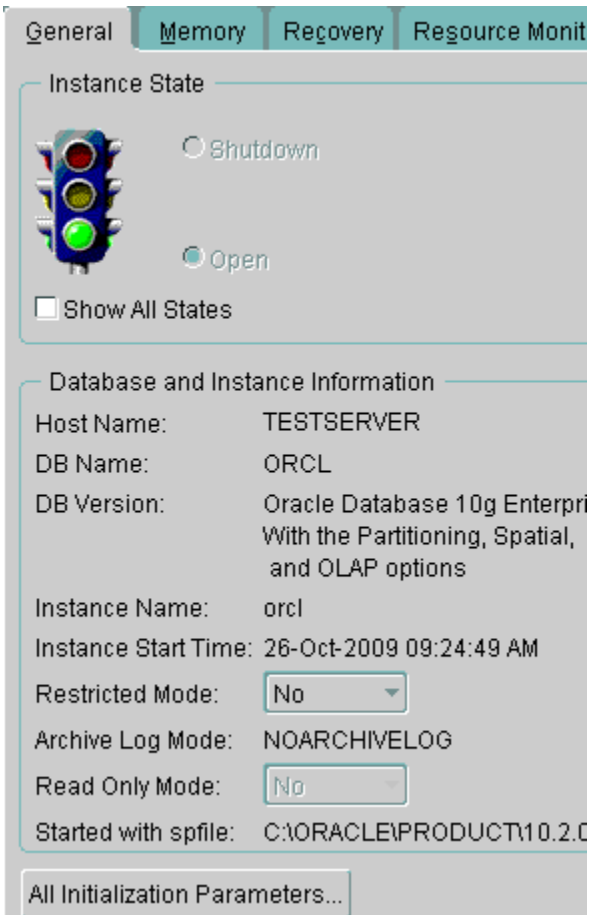 General Memory Recovery Resource Monit
Instance State
Shutdown
Open
Show All States
Database and Instance Information
Host Name: TESTSERVER
DB Name: ORCL
DB Version: Oracle Database 10g Enterpri
With the Partitioning, Spatial,
and OLAP options
Instance Name: orcl
Instance Start Time: 26-Oct-2009 09:24:49 AM
Restricted Mode: No
Archive Log Mode: NOARCHIVELOG
Read Only Mode: No
Started with spfile: C:\ORACLE\PRODUCT\10.2.0
All Initialization Parameters...